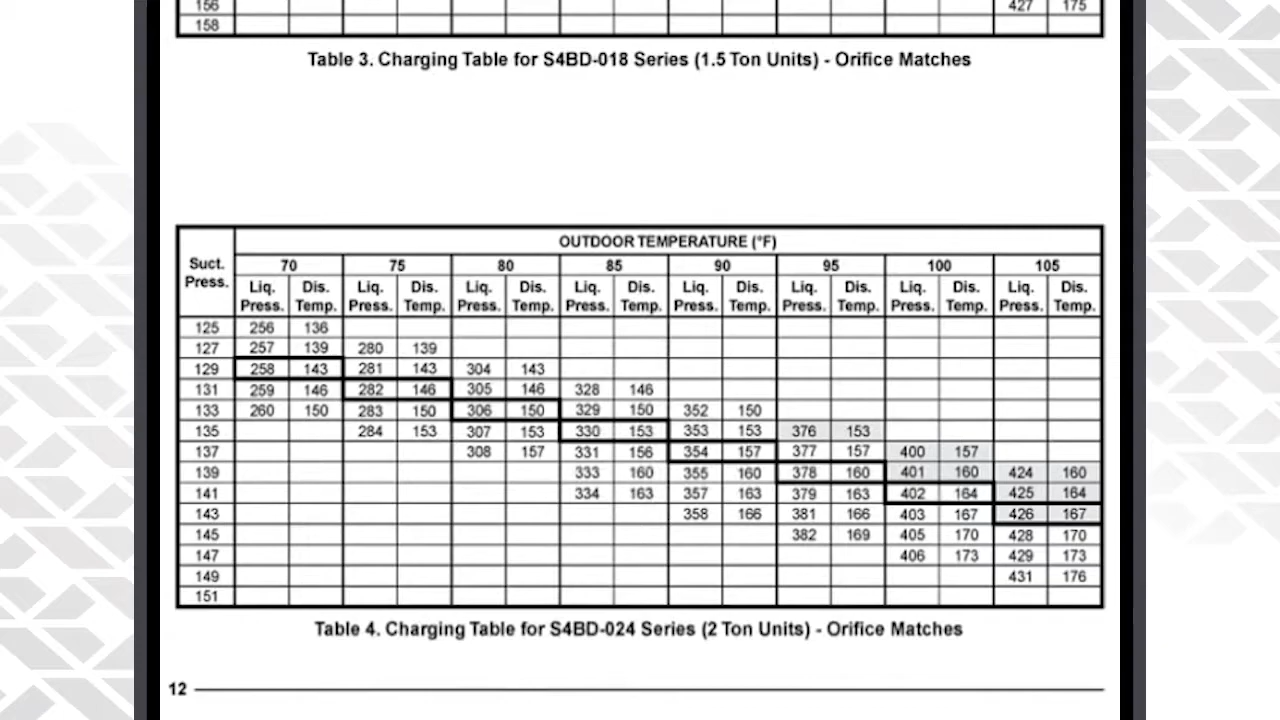 156 427 175
158
Table 3. Charging Table for S4BD-018 Series (1.5 Ton Units) - Orifice Matches
OUTDOOR TEMPERATURE (°F)
Suct. Press. 70 75 80 85 90 95 100 105
Liq. Press. Dis. Temp. Liq. Press. Dis. Temp. Liq. Press. Dis. Temp. Liq. Press. Dis. Temp. Liq. Press. Dis. Temp. Liq. Press. Dis. Temp. Liq. Press. Dis. Temp. Liq. Press. Dis. Temp.
125 256 136
127 257 139 280 139
129 258 143 281 143 304 143
131 259 146 282 146 305 146 328 146
133 260 150 283 150 306 150 329 150 352 150
135 284 153 307 153 330 153 353 153 376 153
137 308 157 331 156 354 157 377 157 400 157
139 333 160 355 160 378 160 401 160 424 160
141 334 163 357 163 379 163 402 164 425 164
143 358 166 381 166 403 167 426 167
145 382 169 405 170 428 170
147 406 173 429 173
149 431 176
151
Table 4. Charging Table for S4BD-024 Series (2 Ton Units) - Orifice Matches
12